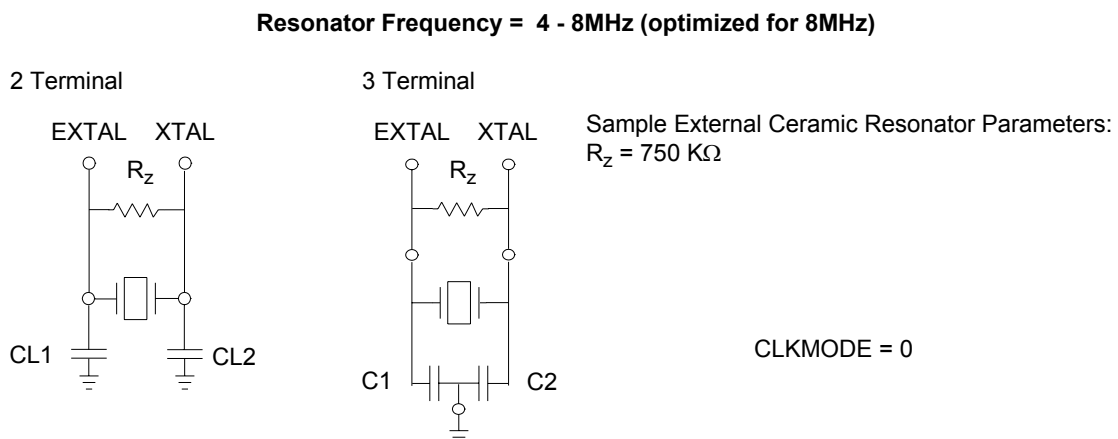 Resonator Frequency = 4 - 8MHz (optimized for 8MHz)
2 Terminal
EXTAL XTAL
Rz
CL1
CL2
3 Terminal
EXTAL XTAL
Rz
C1
C2
Sample External Ceramic Resonator Parameters:
Rz = 750 KΩ
CLKMODE = 0